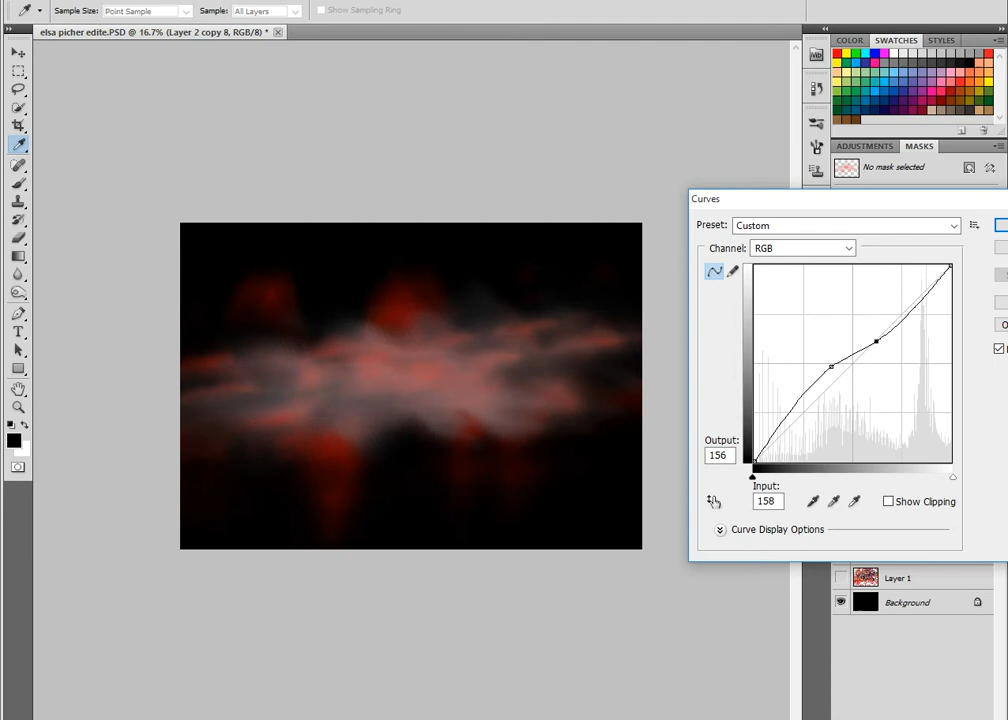 Sample Size: Point Sample Sample: All Layers Show Sampling Ring
elsa picher edite.PSD @ 16.7% (Layer 2 copy 8, RGB/8) *
COLOR SWATCHES STYLES
ADJUSTMENTS MASKS
No mask selected
Curves
Preset: Custom
Channel: RGB
Output:
156
Input:
158
Show Clipping
Curve Display Options
Layer 1
Background